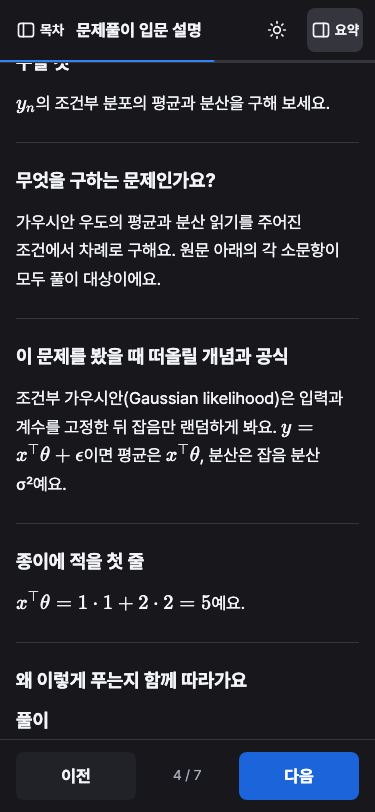 목차 문제풀이 입문 설명 요약
구할 것
yₙ의 조건부 분포의 평균과 분산을 구해 보세요.
무엇을 구하는 문제인가요?
가우시안 우도의 평균과 분산 읽기를 주어진
조건에서 차례로 구해요. 원문 아래의 각 소문항이
모두 풀이 대상이에요.
이 문제를 봤을 때 떠올릴 개념과 공식
조건부 가우시안(Gaussian likelihood)은 입력과
계수를 고정한 뒤 잡음만 랜덤하게 봐요. y =
x⊤θ + ϵ이면 평균은 x⊤θ, 분산은 잡음 분산
σ²예요.
종이에 적을 첫 줄
x⊤θ = 1 · 1 + 2 · 2 = 5예요.
왜 이렇게 푸는지 함께 따라가요
풀이
이전 4 / 7 다음